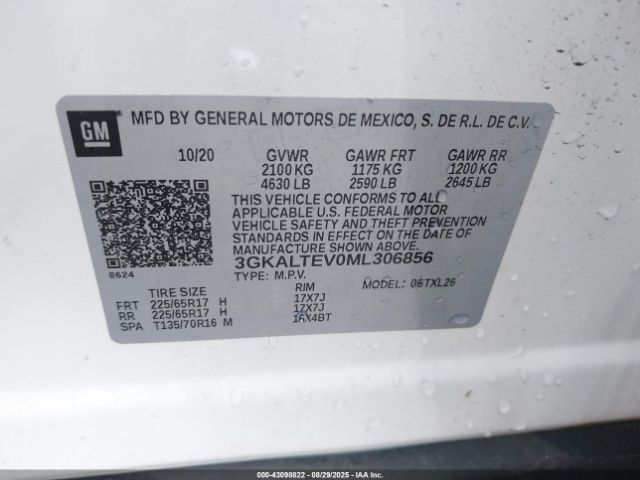 GM
MFD BY GENERAL MOTORS DE MEXICO, S. DE R.L. DE C.V.
10/20 GVWR GAWR FRT GAWR RR
2100 KG 1175 KG 1200 KG
4630 LB 2590 LB 2645 LB
THIS VEHICLE CONFORMS TO ALL
APPLICABLE U.S. FEDERAL MOTOR
VEHICLE SAFETY AND THEFT PREVENTION
STANDARDS IN EFFECT ON THE DATE OF
MANUFACTURE SHOWN ABOVE.
8624
3GKALTEV0ML306856
TYPE: M.P.V. MODEL: 06TXL26
TIRE SIZE RIM
FRT 225/65R17 H 17X7J
RR 225/65R17 H 17X7J
SPA T135/70R16 M 16X4BT
000-43098822 - 08/29/2025 - IAAI.COM